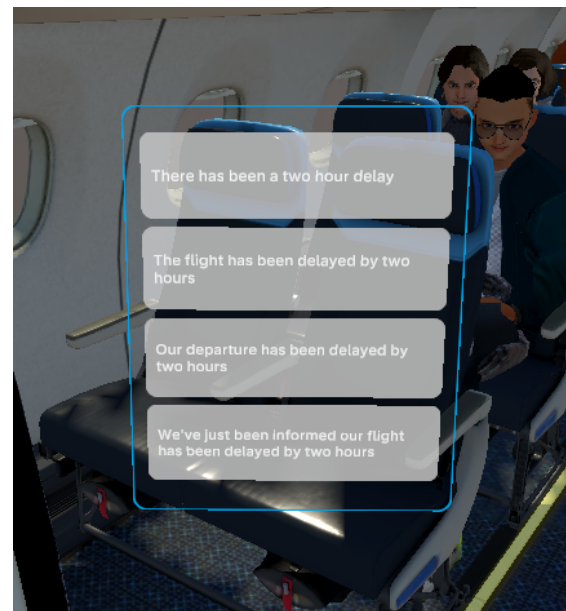 There has been a two hour delay
The flight has been delayed by two
hours
Our departure has been delayed by
two hours
We've just been informed our flight
has been delayed by two hours